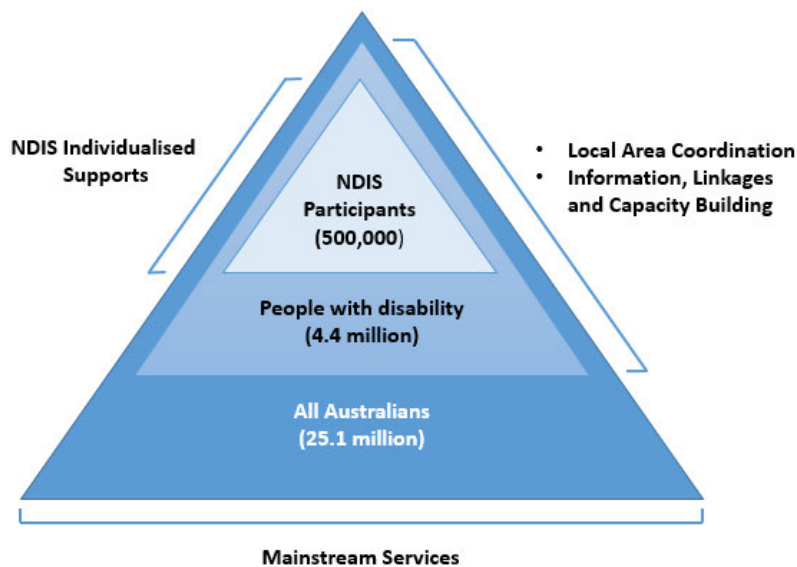 NDIS Individualised
Supports
NDIS
Participants
(500,000)
• Local Area Coordination
• Information, Linkages
and Capacity Building
People with disability
(4.4 million)
All Australians
(25.1 million)
Mainstream Services